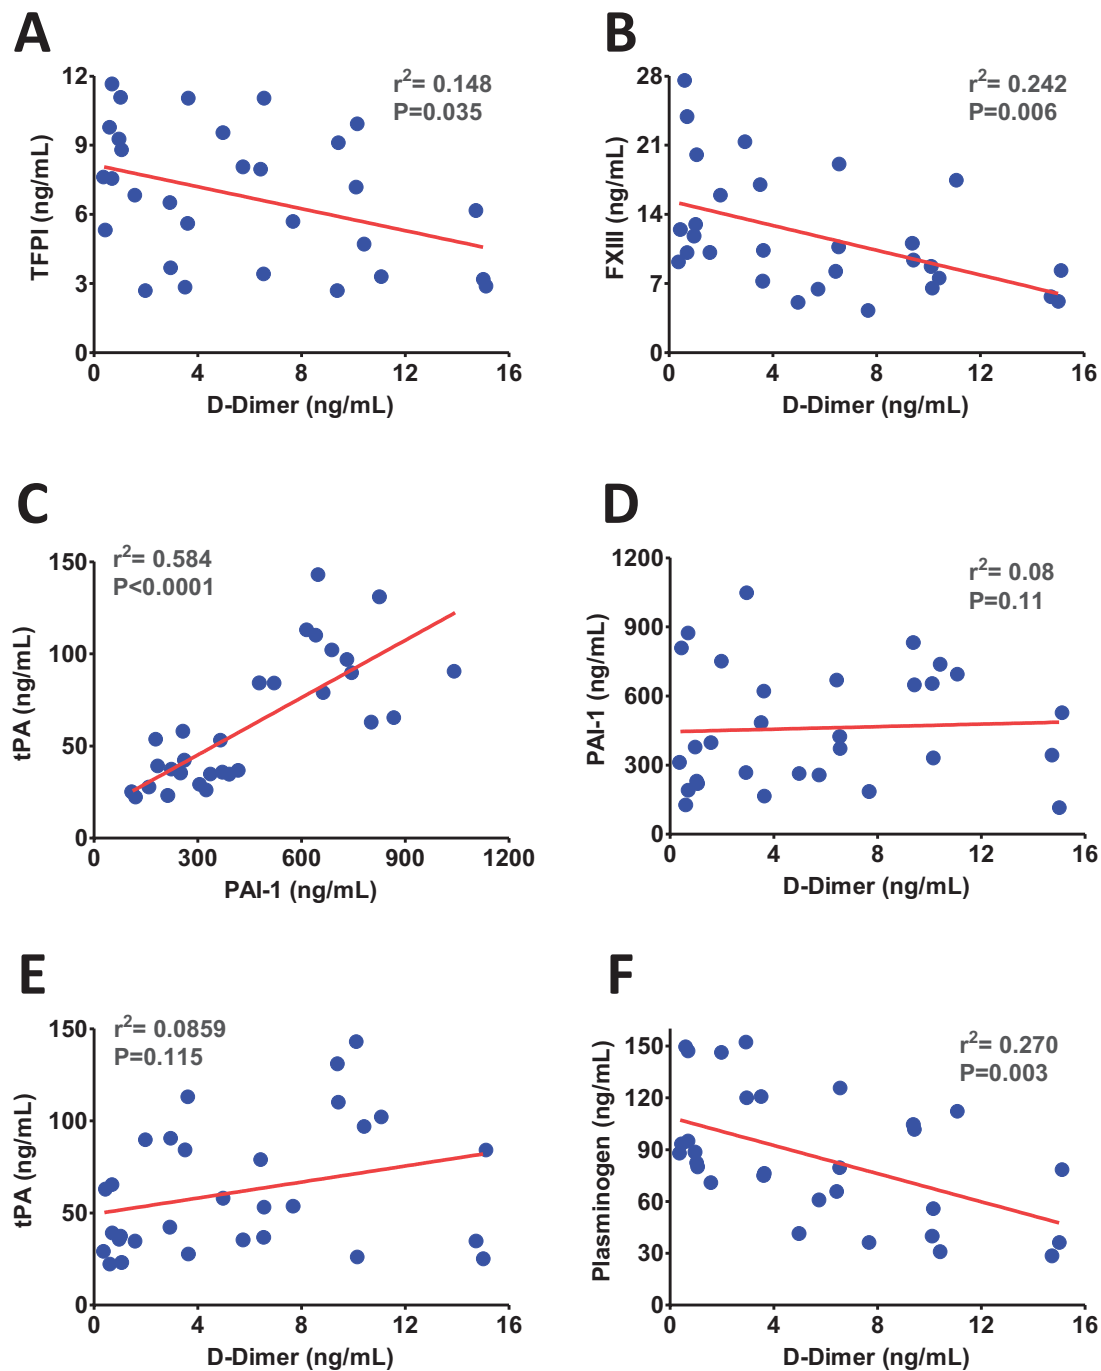 A
r²= 0.148
P=0.035
TFPI (ng/mL)
12
9
6
3
0
0 4 8 12 16
D-Dimer (ng/mL)
B
r²= 0.242
P=0.006
FXIII (ng/mL)
28
21
14
7
0
0 4 8 12 16
D-Dimer (ng/mL)
C
r²= 0.584
P<0.0001
tPA (ng/mL)
150
100
50
0
0 300 600 900 1200
PAI-1 (ng/mL)
D
r²= 0.08
P=0.11
PAI-1 (ng/mL)
1200
900
600
300
0
0 4 8 12 16
D-Dimer (ng/mL)
E
r²= 0.0859
P=0.115
tPA (ng/mL)
150
100
50
0
0 4 8 12 16
D-Dimer (ng/mL)
F
r²= 0.270
P=0.003
Plasminogen (ng/mL)
150
120
90
60
30
0
0 4 8 12 16
D-Dimer (ng/mL)